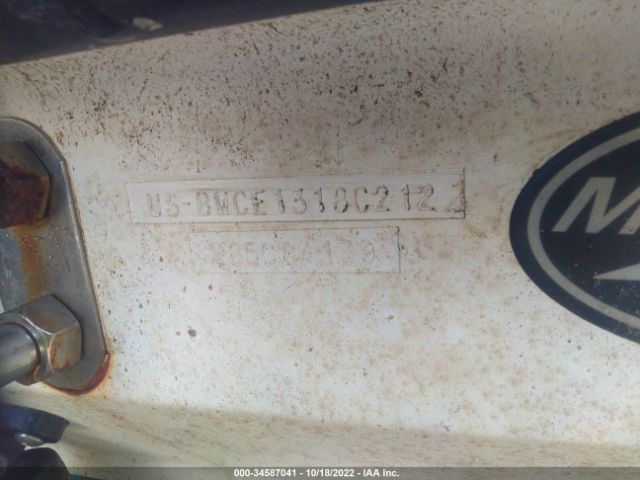 US-BWCE1318C212
M
000-34587041 - 10/18/2022 - IAA Inc.